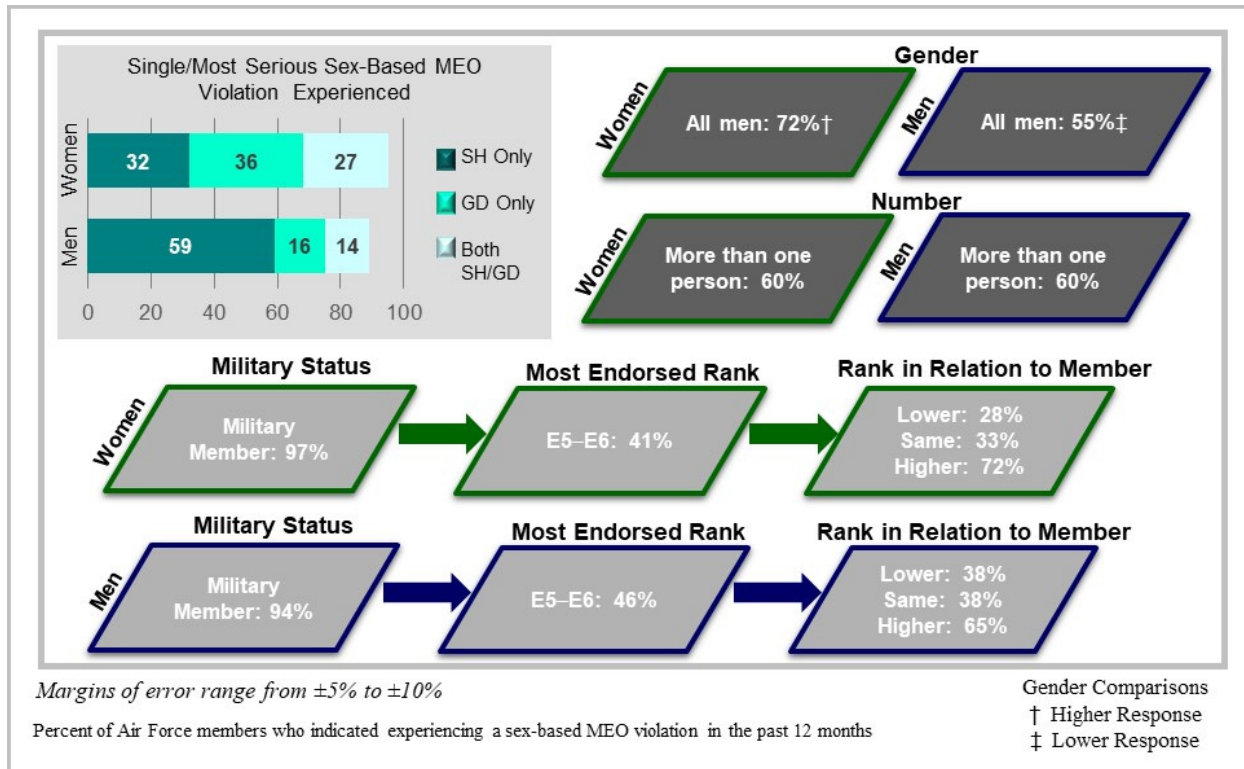 Single/Most Serious Sex-Based MEO
Violation Experienced
Women
32
36
27
Men
59
16
14
0 20 40 60 80 100
SH Only
GD Only
Both
SH/GD
Gender
Women
All men: 72%†
Men
All men: 55%‡
Number
Women
More than one
person: 60%
Men
More than one
person: 60%
Women
Military Status
Military
Member: 97%
Most Endorsed Rank
E5–E6: 41%
Rank in Relation to Member
Lower: 28%
Same: 33%
Higher: 72%
Men
Military Status
Military
Member: 94%
Most Endorsed Rank
E5–E6: 46%
Rank in Relation to Member
Lower: 38%
Same: 38%
Higher: 65%
Margins of error range from ±5% to ±10%
Percent of Air Force members who indicated experiencing a sex-based MEO violation in the past 12 months
Gender Comparisons
† Higher Response
‡ Lower Response